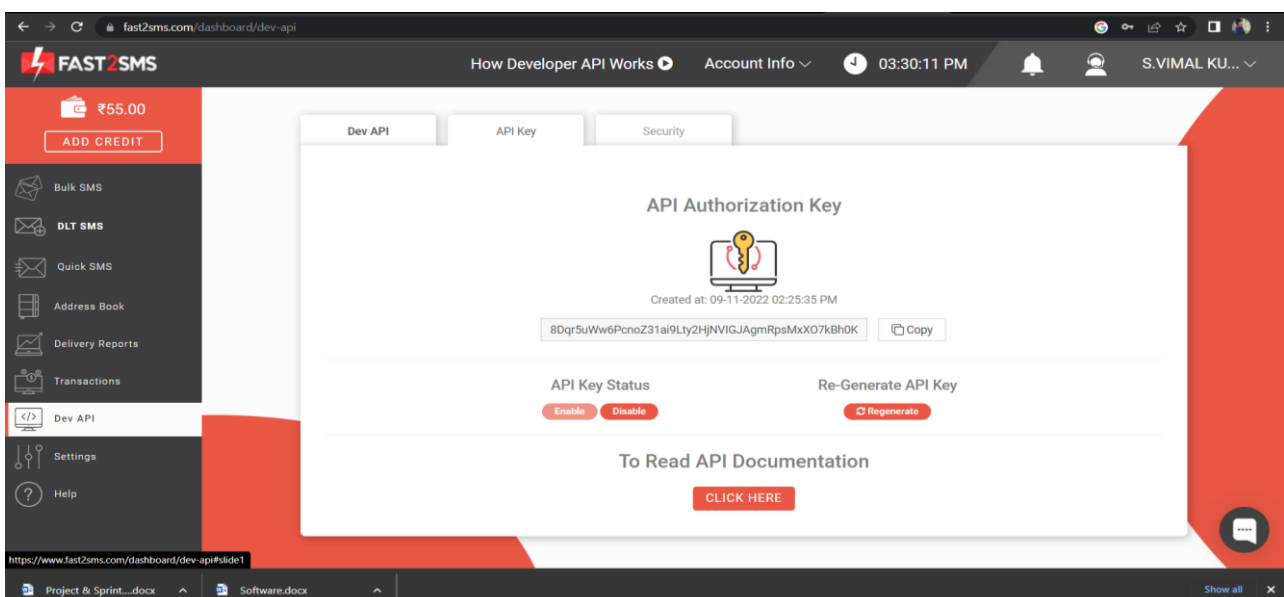 fast2sms.com/dashboard/dev-api
FAST2SMS
How Developer API Works
Account Info
03:30:11 PM
S.VIMAL KU...
₹55.00
ADD CREDIT
Bulk SMS
DLT SMS
Quick SMS
Address Book
Delivery Reports
Transactions
Dev API
Settings
Help
Dev API
API Key
Security
API Authorization Key
Created at: 09-11-2022 02:25:35 PM
8Dqr5uWw6PcnoZ31ai9Lty2HjNVIGJAgmRpsMxXO7kBh0K
Copy
API Key Status
Re-Generate API Key
Enable
Disable
Regenerate
To Read API Documentation
CLICK HERE
https://www.fast2sms.com/dashboard/dev-api#slide1
Project & Sprint....docx
Software.docx
Show all